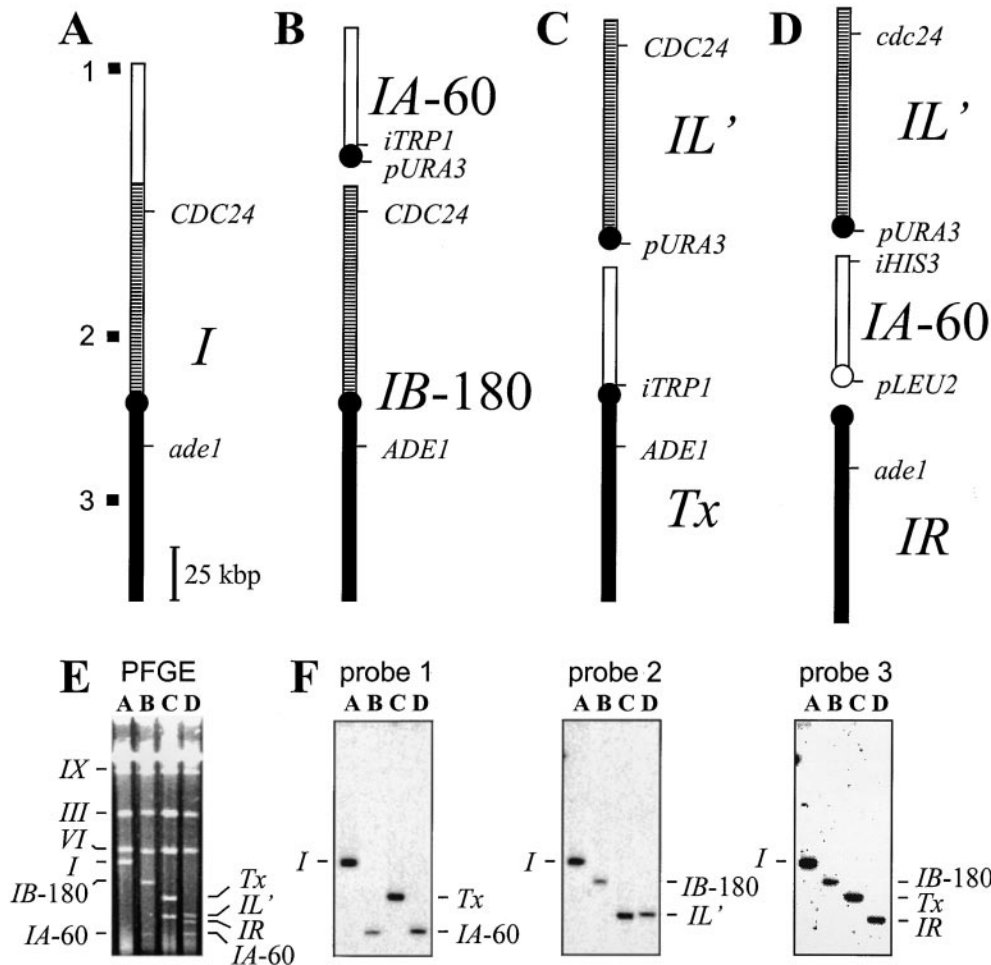 A
B
C
D
1
2
3
CDC24
I
ade1
25 kbp
IA-60
iTRP1
pURA3
CDC24
IB-180
ADE1
CDC24
IL’
pURA3
iTRP1
ADE1
Tx
cdc24
IL’
pURA3
iHIS3
IA-60
pLEU2
ade1
IR
E
PFGE
A B C D
IX
III
VI
I
IB-180
IA-60
Tx
IL’
IR
IA-60
F
probe 1
A B C D
I
Tx
IA-60
probe 2
A B C D
I
IB-180
IL’
probe 3
A B C D
I
IB-180
Tx
IR